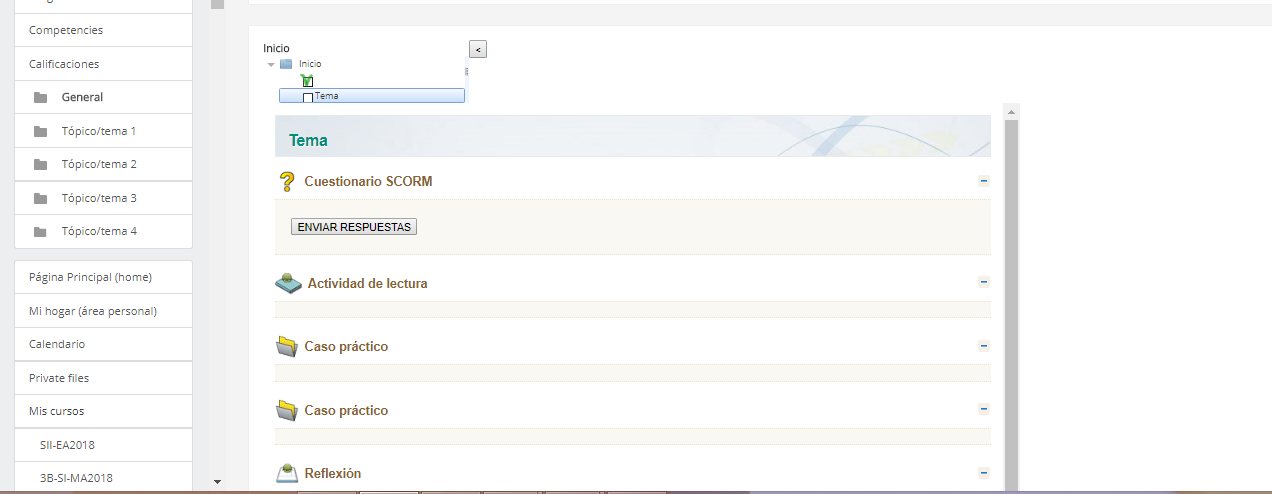 Competencies
Calificaciones
General
Tópico/tema 1
Tópico/tema 2
Tópico/tema 3
Tópico/tema 4
Página Principal (home)
Mi hogar (área personal)
Calendario
Private files
Mis cursos
SII-EA2018
3B-SI-MA2018
Inicio
<
Inicio
Tema
Tema
Cuestionario SCORM
ENVIAR RESPUESTAS
Actividad de lectura
Caso práctico
Caso práctico
Reflexión